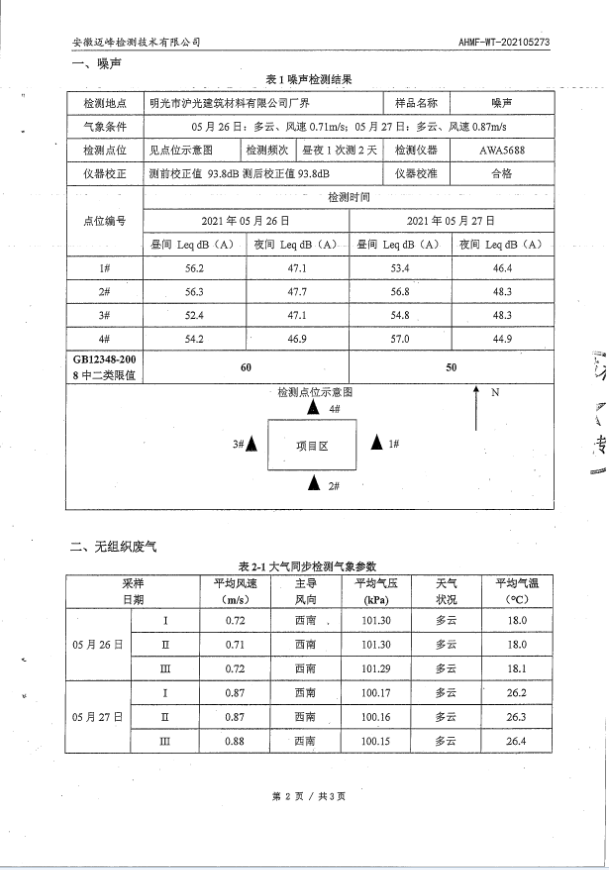 安徽迈峰检测技术有限公司 AHMF-WT-202105273
一、噪声
表 1 噪声检测结果
检测地点 明光市沪光建筑材料有限公司厂界 样品名称 噪声
气象条件 05 月 26 日：多云、风速 0.71m/s；05 月 27 日：多云、风速 0.87m/s
检测点位 见点位示意图 检测频次 昼夜 1 次测 2 天 检测仪器 AWA5688
仪器校正 测前校正值 93.8dB 测后校正值 93.8dB 仪器校准 合格
点位编号 检测时间
2021 年 05 月 26 日 2021 年 05 月 27 日
昼间 Leq dB（A） 夜间 Leq dB（A） 昼间 Leq dB（A） 夜间 Leq dB（A）
1# 56.2 47.1 53.4 46.4
2# 56.3 47.7 56.8 48.3
3# 52.4 47.1 54.8 48.3
4# 54.2 46.9 57.0 44.9
GB12348-200
8 中二类限值 60 50
检测点位示意图 N
4#
3# 项目区 1#
2#
二、无组织废气
表 2-1 大气同步检测气象参数
采样 平均风速 主导 平均气压 天气 平均气温
日期 （m/s） 风向 (kPa) 状况 （℃）
05 月 26 日 I 0.72 西南 101.30 多云 18.0
II 0.71 西南 101.30 多云 18.0
III 0.72 西南 101.29 多云 18.1
05 月 27 日 I 0.87 西南 100.17 多云 26.2
II 0.87 西南 100.16 多云 26.3
III 0.88 西南 100.15 多云 26.4
第 2 页 / 共 3 页